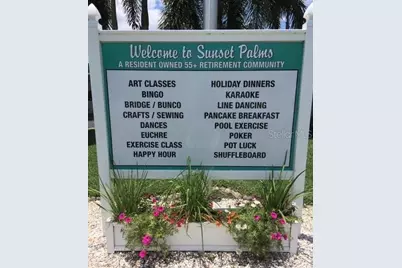 Welcome to Sunset Palms
A RESIDENT OWNED 55+ RETIREMENT COMMUNITY
ART CLASSES
BINGO
BRIDGE / BUNCO
CRAFTS / SEWING
DANCES
EUCHRE
EXERCISE CLASS
HAPPY HOUR
HOLIDAY DINNERS
KARAOKE
LINE DANCING
PANCAKE BREAKFAST
POOL EXERCISE
POKER
POT LUCK
SHUFFLEBOARD